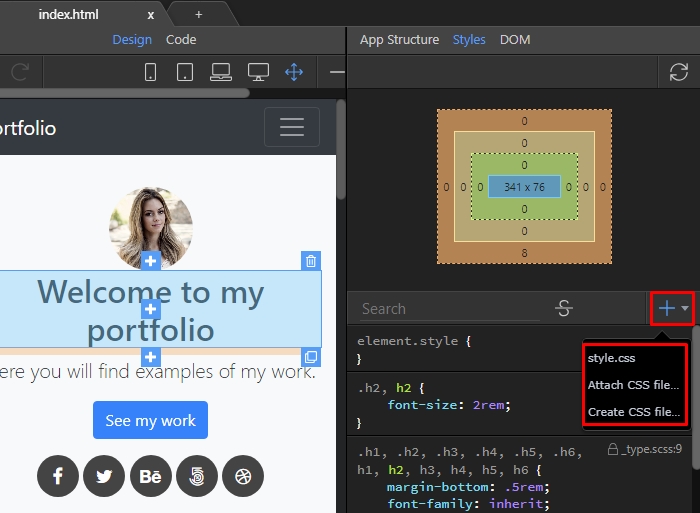 index.html x +
Design Code
App Structure Styles DOM
ortfolio
0
0
0
0 0 0 341 x 76 0 0 0
0
0
8
Welcome to my
portfolio
ere you will find examples of my work.
See my work
f Bē 5
Search S
element.style {
}
.h2, h2 {
font-size: 2rem;
}
.h1, .h2, .h3, .h4, .h5, .h6,
h1, h2, h3, h4, h5, h6 {
_type.scss:9
margin-bottom: .5rem;
font-family: inherit;
style.css
Attach CSS file...
Create CSS file...